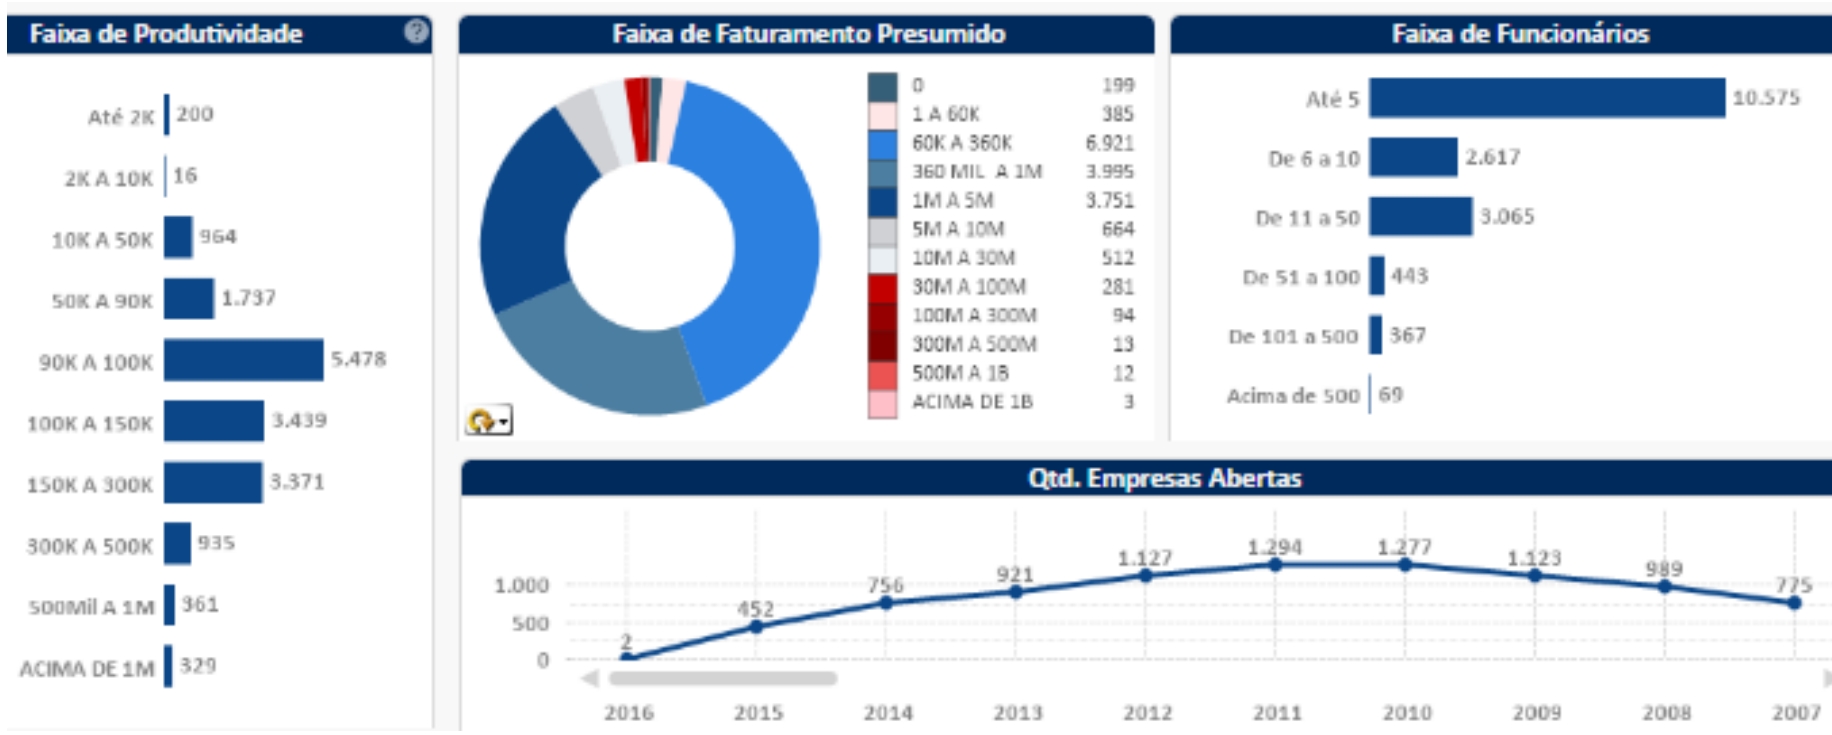 Faixa de Produtividade
Até 2K 200
2K A 10K 16
10K A 50K 964
50K A 90K 1.737
90K A 100K 5.478
100K A 150K 3.439
150K A 300K 3.371
300K A 500K 935
500Mil A 1M 361
ACIMA DE 1M 329
Faixa de Faturamento Presumido
0 199
1 A 60K 385
60K A 360K 6.921
360 MIL A 1M 3.995
1M A 5M 3.751
5M A 10M 664
10M A 30M 512
30M A 100M 281
100M A 300M 94
300M A 500M 13
500M A 1B 12
ACIMA DE 1B 3
Faixa de Funcionários
Até 5 10.575
De 6 a 10 2.617
De 11 a 50 3.065
De 51 a 100 443
De 101 a 500 367
Acima de 500 69
Qtd. Empresas Abertas
1.000
500
0
2 452 756 921 1.127 1.294 1.277 1.123 989 775
2016 2015 2014 2013 2012 2011 2010 2009 2008 2007